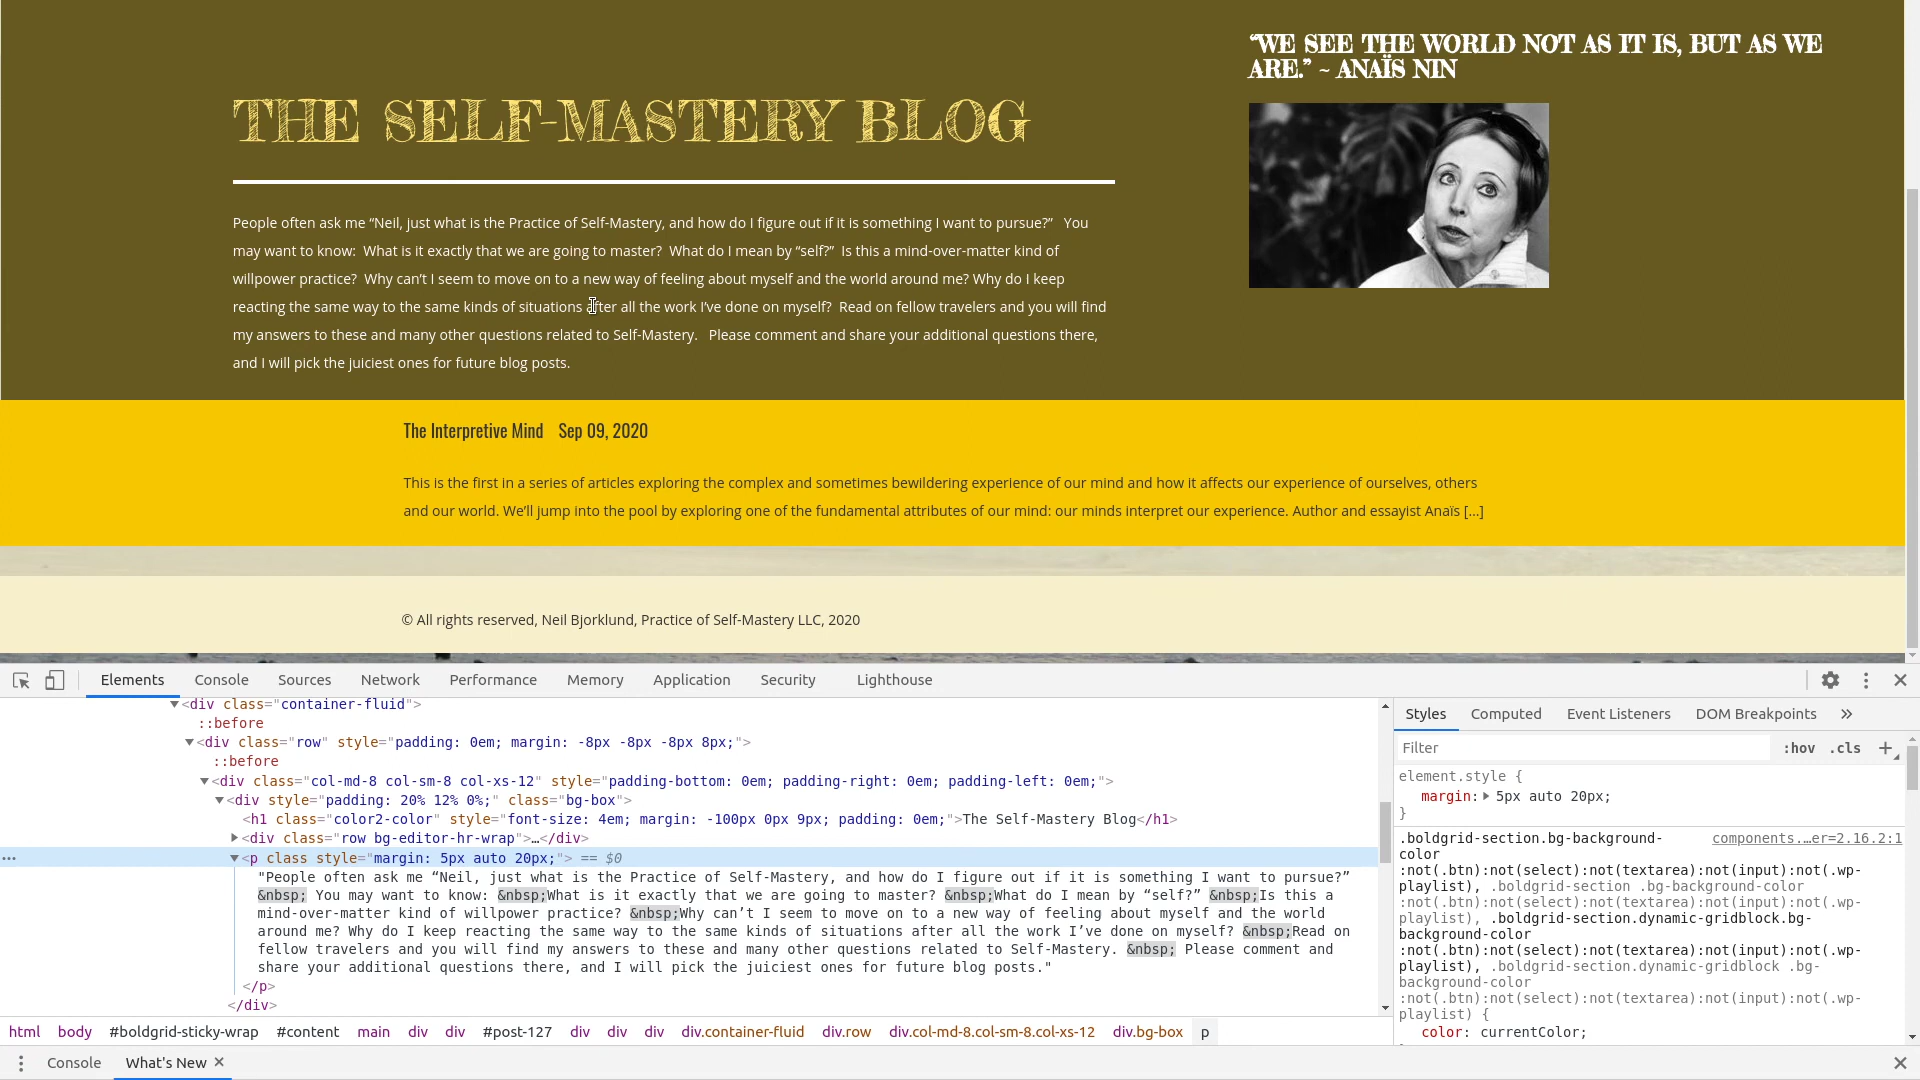 “WE SEE THE WORLD NOT AS IT IS, BUT AS WE
ARE.” ~ ANAÏS NIN
THE SELF-MASTERY BLOG
People often ask me “Neil, just what is the Practice of Self-Mastery, and how do I figure out if it is something I want to pursue?”   You
may want to know:  What is it exactly that we are going to master?  What do I mean by “self?”  Is this a mind-over-matter kind of
willpower practice?  Why can’t I seem to move on to a new way of feeling about myself and the world around me? Why do I keep
reacting the same way to the same kinds of situations after all the work I’ve done on myself?  Read on fellow travelers and you will find
my answers to these and many other questions related to Self-Mastery.   Please comment and share your additional questions there,
and I will pick the juiciest ones for future blog posts.
The Interpretive Mind    Sep 09, 2020
This is the first in a series of articles exploring the complex and sometimes bewildering experience of our mind and how it affects our experience of ourselves, others
and our world. We’ll jump into the pool by exploring one of the fundamental attributes of our mind: our minds interpret our experience. Author and essayist Anaïs [...]
© All rights reserved, Neil Bjorklund, Practice of Self-Mastery LLC, 2020
Elements Console Sources Network Performance Memory Application Security Lighthouse
<div class="container-fluid">
::before
<div class="row" style="padding: 0em; margin: -8px -8px -8px 8px;">
::before
<div class="col-md-8 col-sm-8 col-xs-12" style="padding-bottom: 0em; padding-right: 0em; padding-left: 0em;">
<div style="padding: 20% 12% 0%;" class="bg-box">
<h1 class="color2-color" style="font-size: 4em; margin: -100px 0px 9px; padding: 0em;">The Self-Mastery Blog</h1>
<div class="row bg-editor-hr-wrap">…</div>
<p class style="margin: 5px auto 20px;"> == $0
"People often ask me “Neil, just what is the Practice of Self-Mastery, and how do I figure out if it is something I want to pursue?”
&nbsp; You may want to know: &nbsp;What is it exactly that we are going to master? &nbsp;What do I mean by “self?” &nbsp;Is this a
mind-over-matter kind of willpower practice? &nbsp;Why can’t I seem to move on to a new way of feeling about myself and the world
around me? Why do I keep reacting the same way to the same kinds of situations after all the work I’ve done on myself? &nbsp;Read on
fellow travelers and you will find my answers to these and many other questions related to Self-Mastery. &nbsp; Please comment and
share your additional questions there, and I will pick the juiciest ones for future blog posts."
</p>
</div>
html body #boldgrid-sticky-wrap #content main div div #post-127 div div div div.container-fluid div.row div.col-md-8.col-sm-8.col-xs-12 div.bg-box p
Styles Computed Event Listeners DOM Breakpoints
Filter :hov .cls +
element.style {
margin: 5px auto 20px;
}
.boldgrid-section.bg-background- components.…er=2.16.2:1
color
:not(.btn):not(select):not(textarea):not(input):not(.wp-
playlist), .boldgrid-section .bg-background-color
:not(.btn):not(select):not(textarea):not(input):not(.wp-
playlist), .boldgrid-section.dynamic-gridblock.bg-
background-color
:not(.btn):not(select):not(textarea):not(input):not(.wp-
playlist), .boldgrid-section.dynamic-gridblock .bg-
background-color
:not(.btn):not(select):not(textarea):not(input):not(.wp-
playlist) {
color: currentColor;
Console What's New